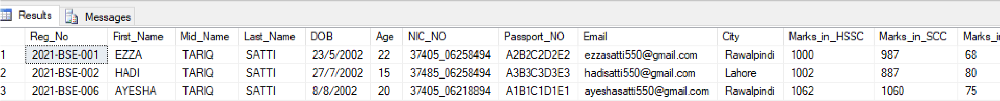 Results Messages
Reg_No First_Name Mid_Name Last_Name DOB Age NIC_NO Passport_NO Email City Marks_in_HSSC Marks_in_SCC Marks_i
1 2021-BSE-001 EZZA TARIQ SATTI 23/5/2002 22 37405_06258494 A2B2C2D2E2 ezzasatti550@gmail.com Rawalpindi 1000 987 68
2 2021-BSE-002 HADI TARIQ SATTI 27/7/2002 15 37485_06258494 A3B3C3D3E3 hadisatti550@gmail.com Lahore 1002 887 80
3 2021-BSE-006 AYESHA TARIQ SATTI 8/8/2002 20 37405_06218894 A1B1C1D1E1 ayeshasatti550@gmail.com Rawalpindi 1062 1060 75